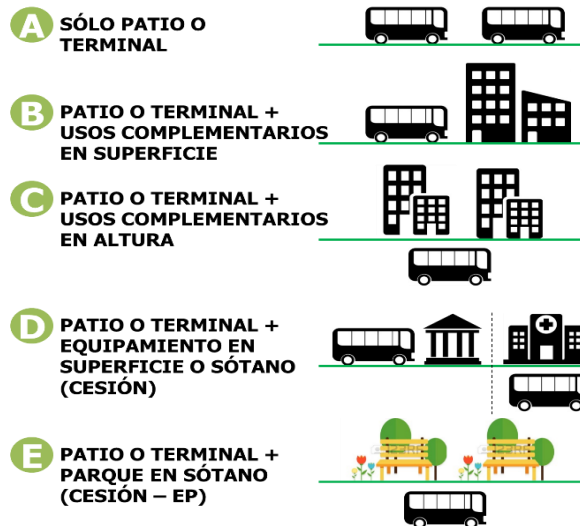 A SÓLO PATIO O
TERMINAL
B PATIO O TERMINAL +
USOS COMPLEMENTARIOS
EN SUPERFICIE
C PATIO O TERMINAL +
USOS COMPLEMENTARIOS
EN ALTURA
D PATIO O TERMINAL +
EQUIPAMIENTO EN
SUPERFICIE O SÓTANO
(CESIÓN)
E PATIO O TERMINAL +
PARQUE EN SÓTANO
(CESIÓN – EP)